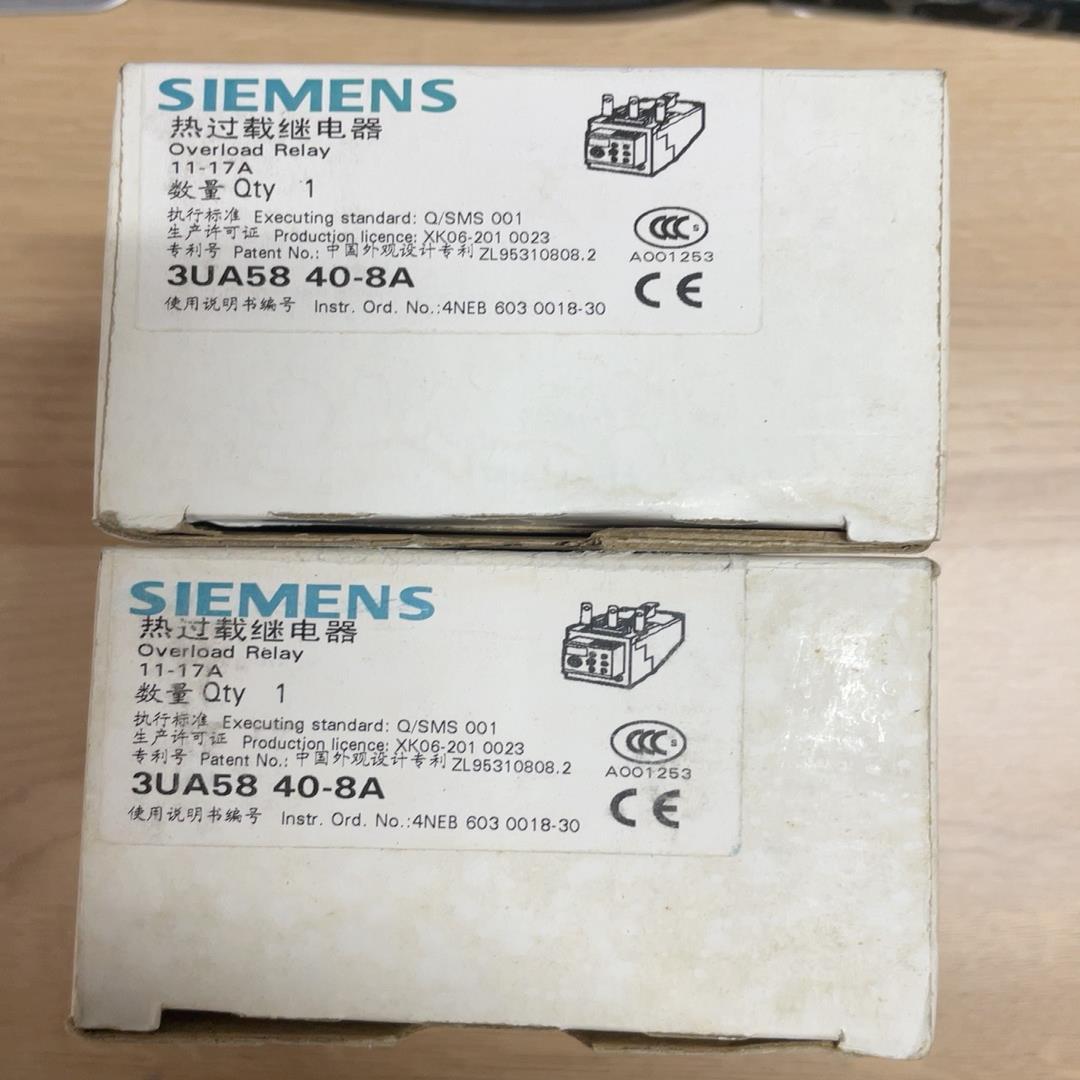 SIEMENS
热过载继电器
Overload Relay
11-17A
数量 Qty 1
执行标准 Executing standard: Q/SMS 001
生产许可证 Production licence: XK06-201 0023
专利号 Patent No.: 中国外观设计专利 ZL95310808.2
3UA58 40-8A
使用说明书编号 Instr. Ord. No.:4NEB 603 0018-30
CCC S
A001253
CE
SIEMENS
热过载继电器
Overload Relay
11-17A
数量 Qty 1
执行标准 Executing standard: Q/SMS 001
生产许可证 Production licence: XK06-201 0023
专利号 Patent No.: 中国外观设计专利 ZL95310808.2
3UA58 40-8A
使用说明书编号 Instr. Ord. No.:4NEB 603 0018-30
CCC S
A001253
CE